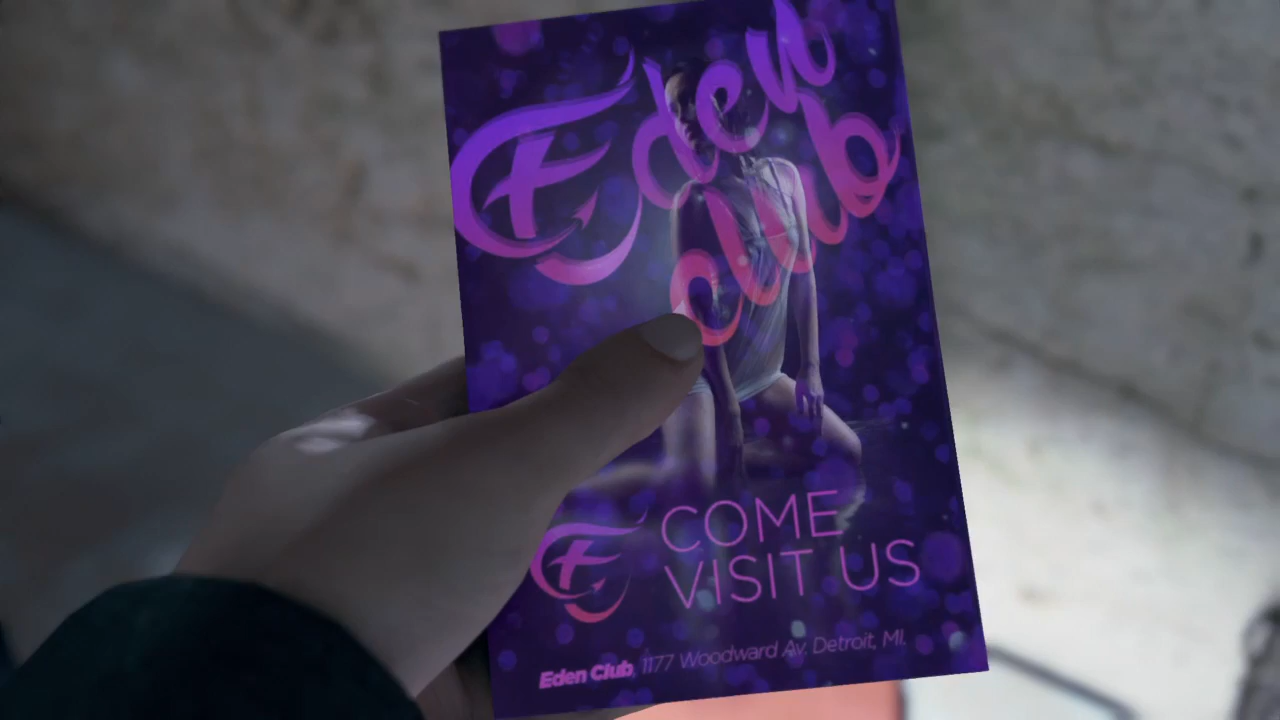 Eden
club
E
COME
VISIT US
Eden Club, 1177 Woodward Av. Detroit, MI.